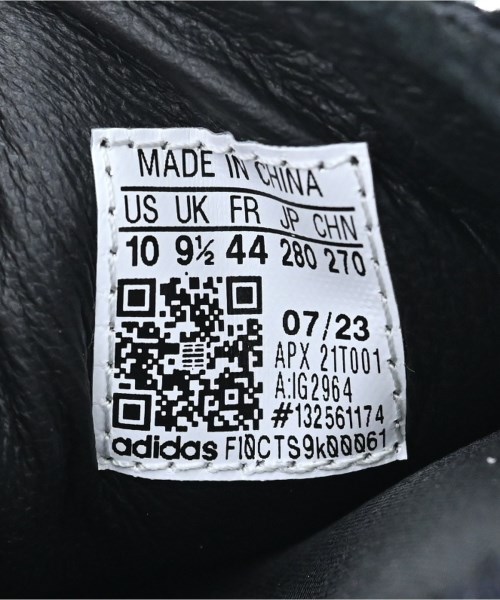 MADE IN CHINA
US UK FR JP CHN
10 9½ 44 280 270
07/23
APX 21T001
A:IG2964
#132561174
adidas F10CTS9k00061